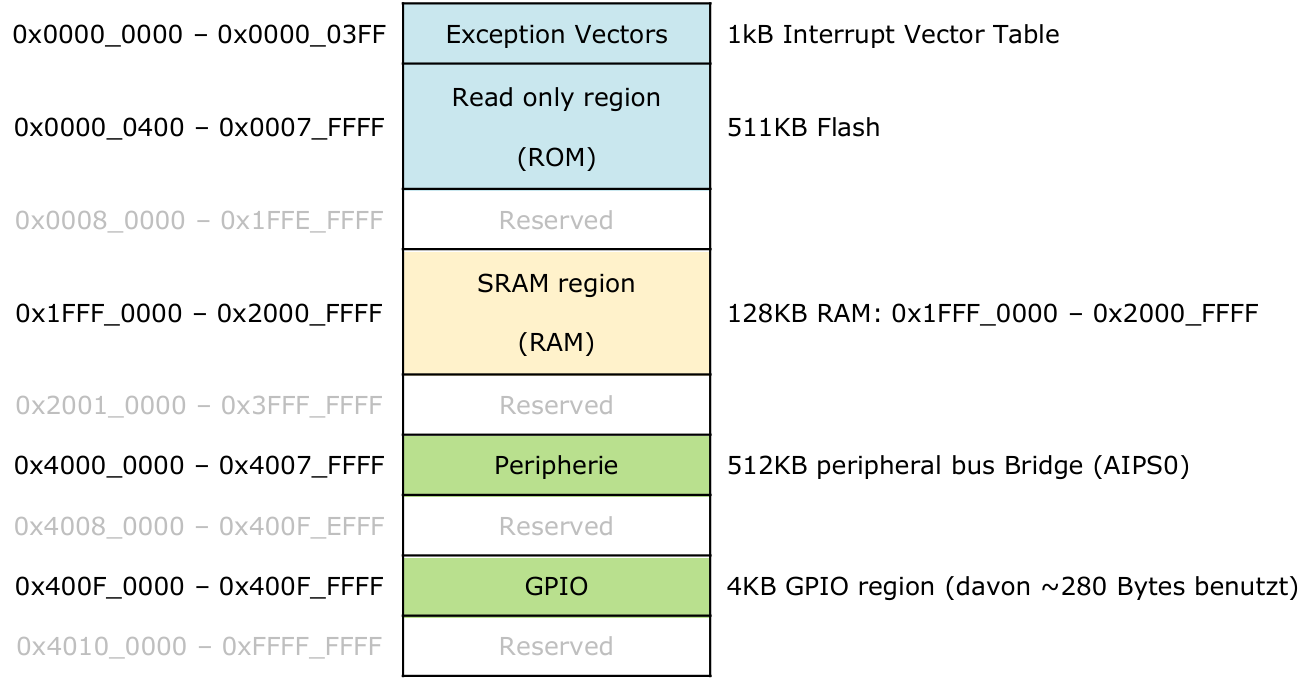 0x0000_0000 – 0x0000_03FF Exception Vectors 1kB Interrupt Vector Table
Read only region
0x0000_0400 – 0x0007_FFFF 511KB Flash
(ROM)
0x0008_0000 – 0x1FFE_FFFF Reserved
SRAM region
0x1FFF_0000 – 0x2000_FFFF 128KB RAM: 0x1FFF_0000 – 0x2000_FFFF
(RAM)
0x2001_0000 – 0x3FFF_FFFF Reserved
0x4000_0000 – 0x4007_FFFF Peripherie 512KB peripheral bus Bridge (AIPS0)
0x4008_0000 – 0x400F_EFFF Reserved
0x400F_0000 – 0x400F_FFFF GPIO 4KB GPIO region (davon ~280 Bytes benutzt)
0x4010_0000 – 0xFFFF_FFFF Reserved